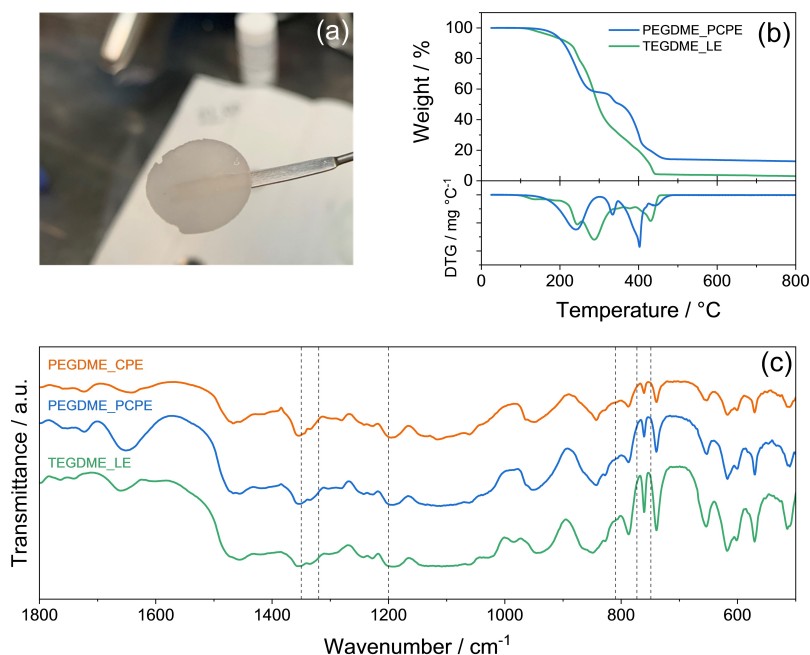 (a)
(b)
PEGDME_PCPE
TEGDME_LE
Weight / %
100
80
60
40
20
0
DTG / mg °C⁻¹
0 200 400 600 800
Temperature / °C
(c)
PEGDME_CPE
PEGDME_PCPE
TEGDME_LE
Transmittance / a.u.
1800 1600 1400 1200 1000 800 600
Wavenumber / cm⁻¹